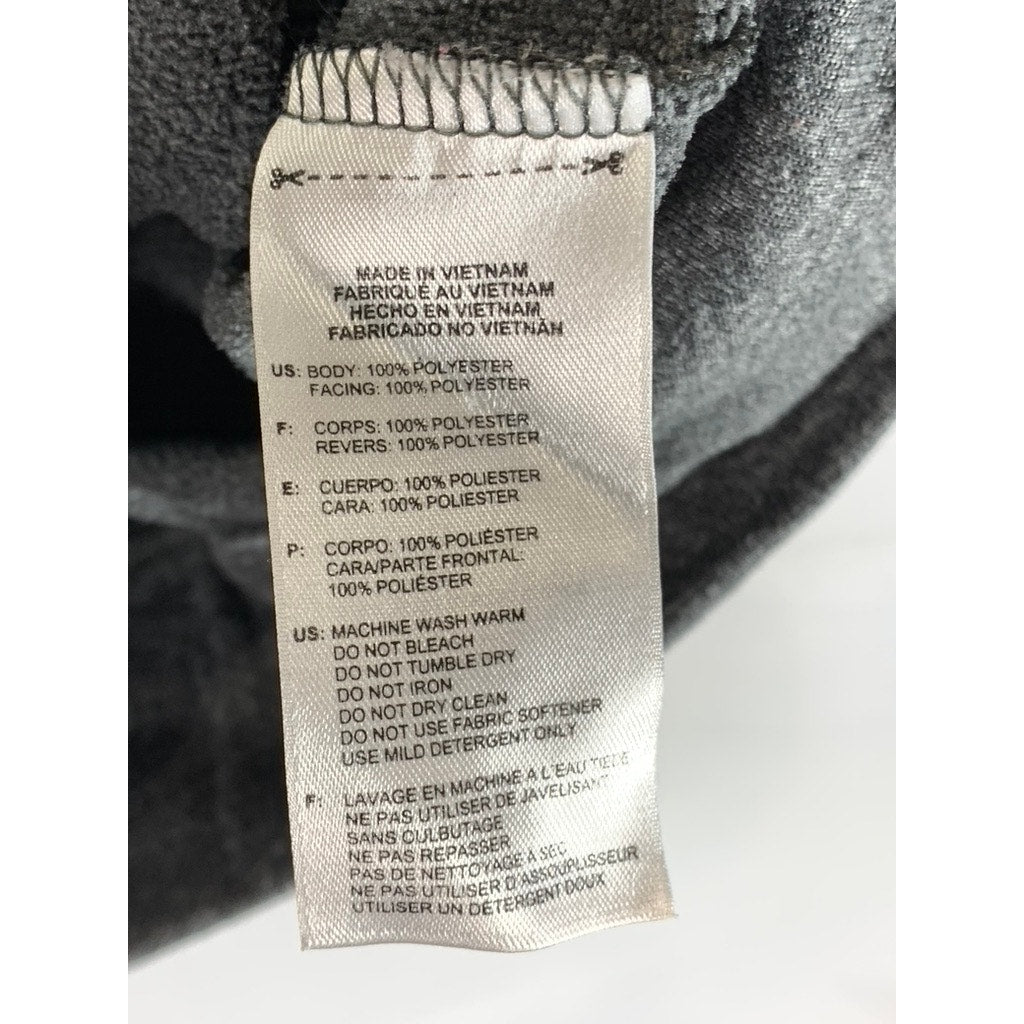 MADE IN VIETNAM
FABRIQUÉ AU VIETNAM
HECHO EN VIETNAM
FABRICADO NO VIETNÃN
US: BODY: 100% POLYESTER
FACING: 100% POLYESTER
F: CORPS: 100% POLYESTER
REVERS: 100% POLYESTER
E: CUERPO: 100% POLIESTER
CARA: 100% POLIESTER
P: CORPO: 100% POLIÉSTER
CARA/PARTE FRONTAL:
100% POLIÉSTER
US: MACHINE WASH WARM
DO NOT BLEACH
DO NOT TUMBLE DRY
DO NOT IRON
DO NOT DRY CLEAN
DO NOT USE FABRIC SOFTENER
USE MILD DETERGENT ONLY
F: LAVAGE EN MACHINE A L'EAU TIEDE
NE PAS UTILISER DE JAVELISANT
SANS CULBUTAGE
NE PAS REPASSER
PAS DE NETTOYAGE À SEC
NE PAS UTILISER D'ASSOUPLISSEUR
UTILISER UN DÉTERGENT DOUX